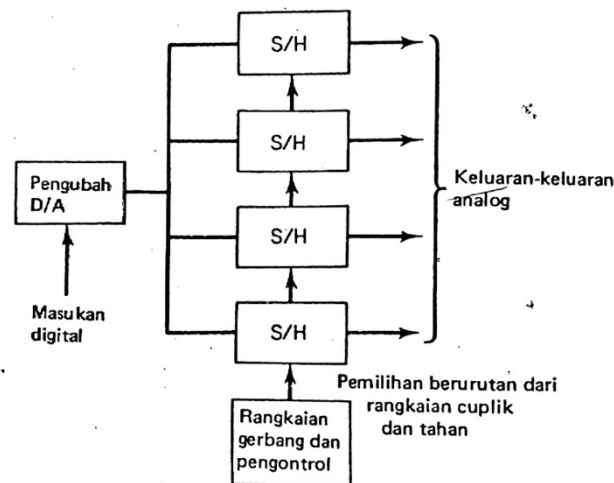 S/H
S/H
Pengubah
D/A
Keluaran-keluaran
analog
S/H
Masukan
digital
S/H
Pemilihan berurutan dari
rangkaian cuplik
dan tahan
Rangkaian
gerbang dan
pengontrol